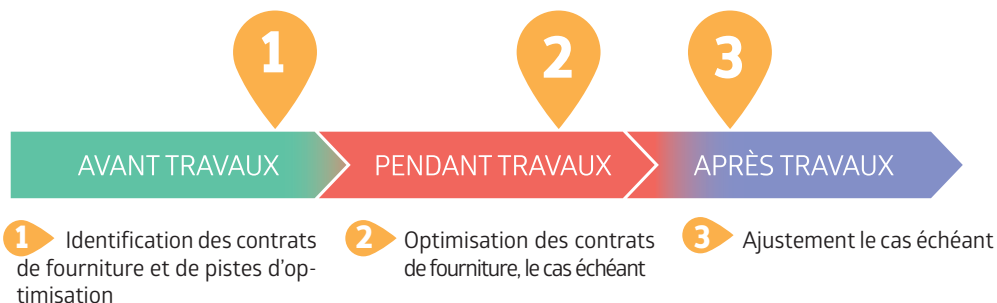 1 2 3
AVANT TRAVAUX PENDANT TRAVAUX APRÈS TRAVAUX
1 Identification des contrats
de fourniture et de pistes d'op-
timisation
2 Optimisation des contrats
de fourniture, le cas échéant
3 Ajustement le cas échéant